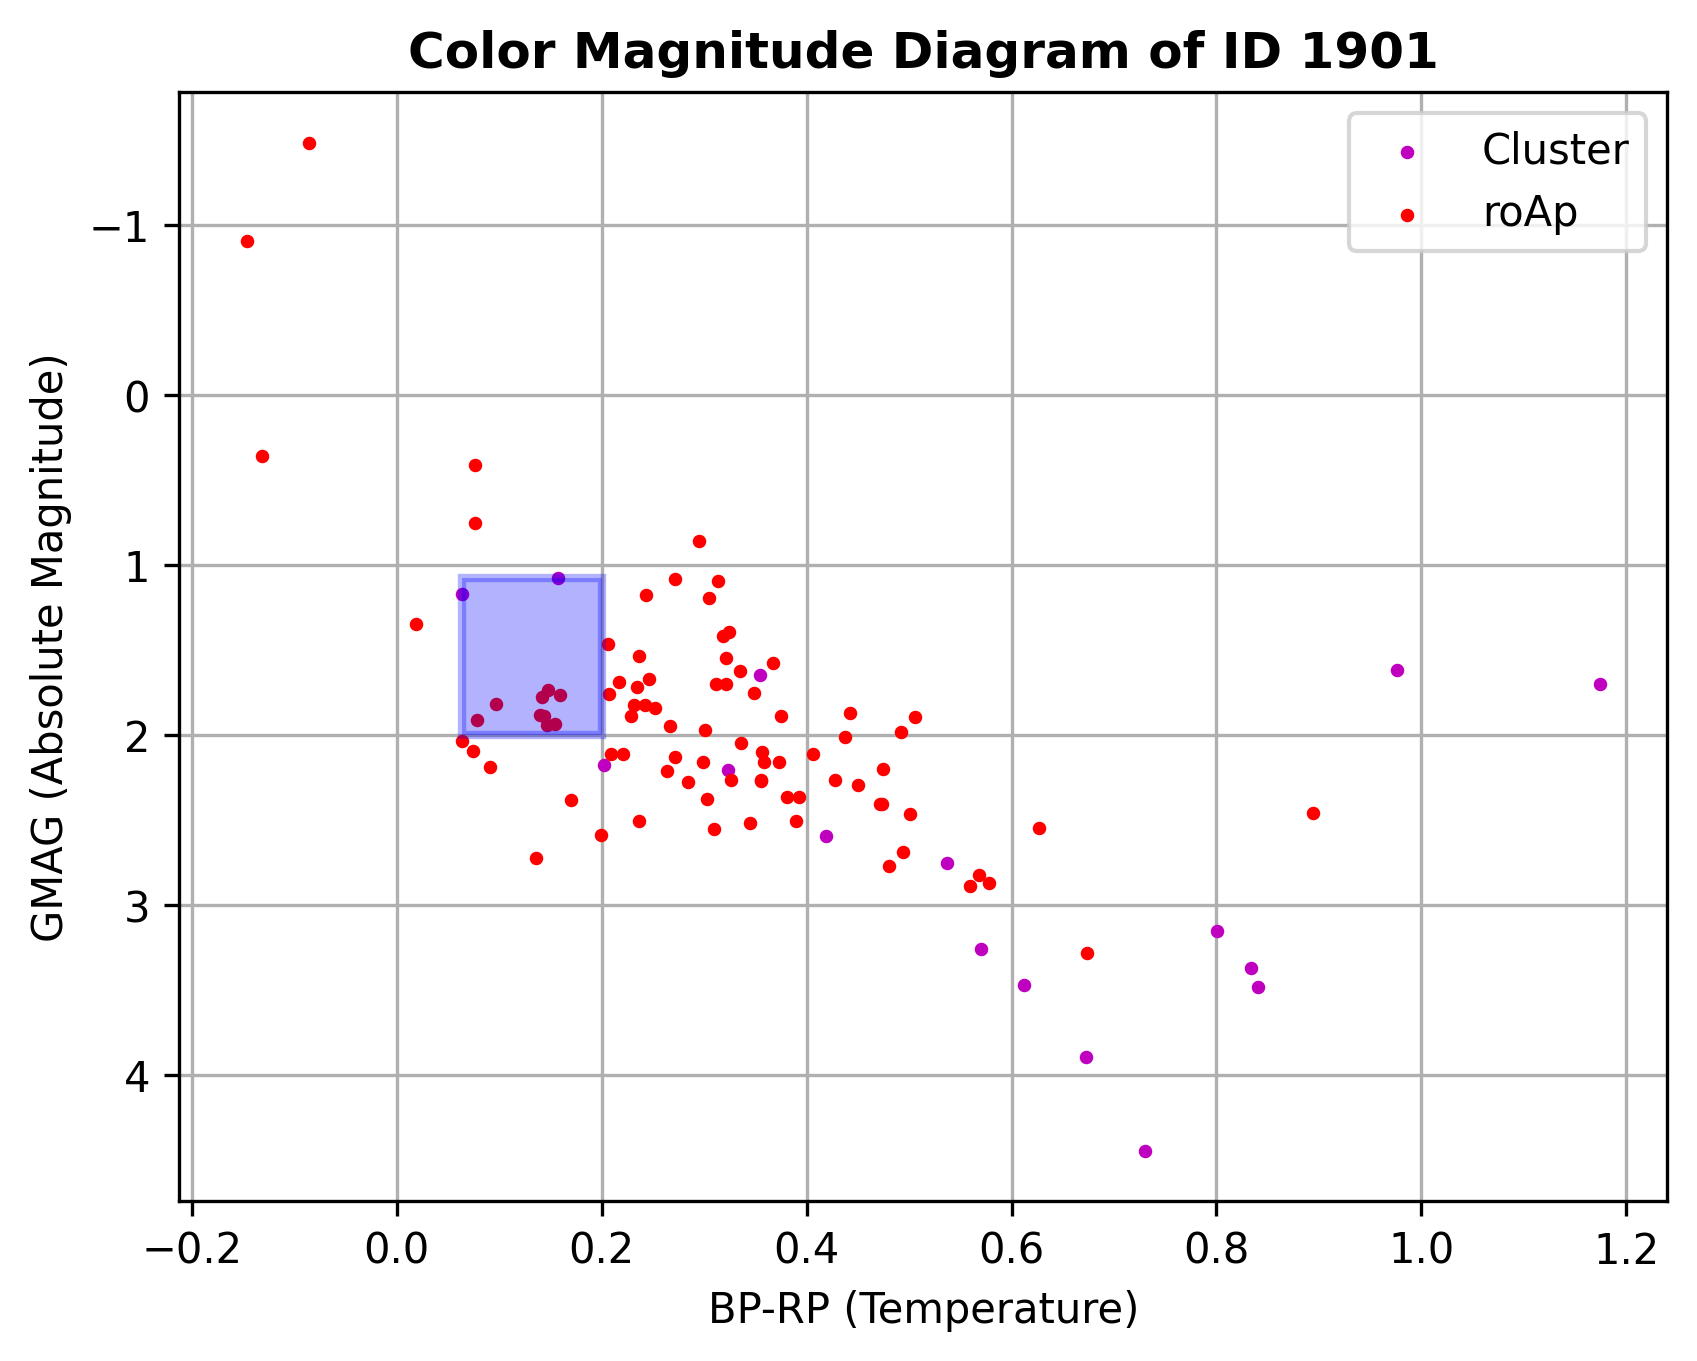 Color Magnitude Diagram of ID 1901
Cluster
roAp
GMAG (Absolute Magnitude)
−1
0
1
2
3
4
−0.2 0.0 0.2 0.4 0.6 0.8 1.0 1.2
BP-RP (Temperature)